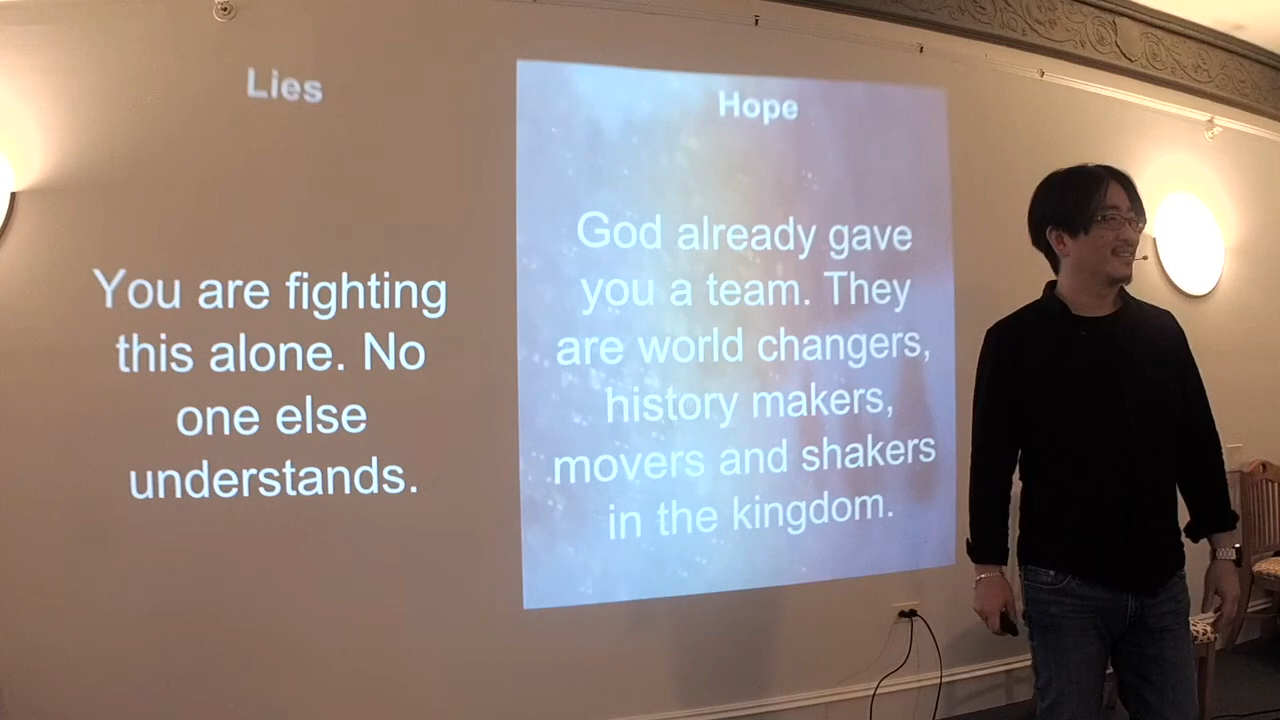 Lies
You are fighting
this alone. No
one else
understands.
Hope
God already gave
you a team. They
are world changers,
history makers,
movers and shakers
in the kingdom.